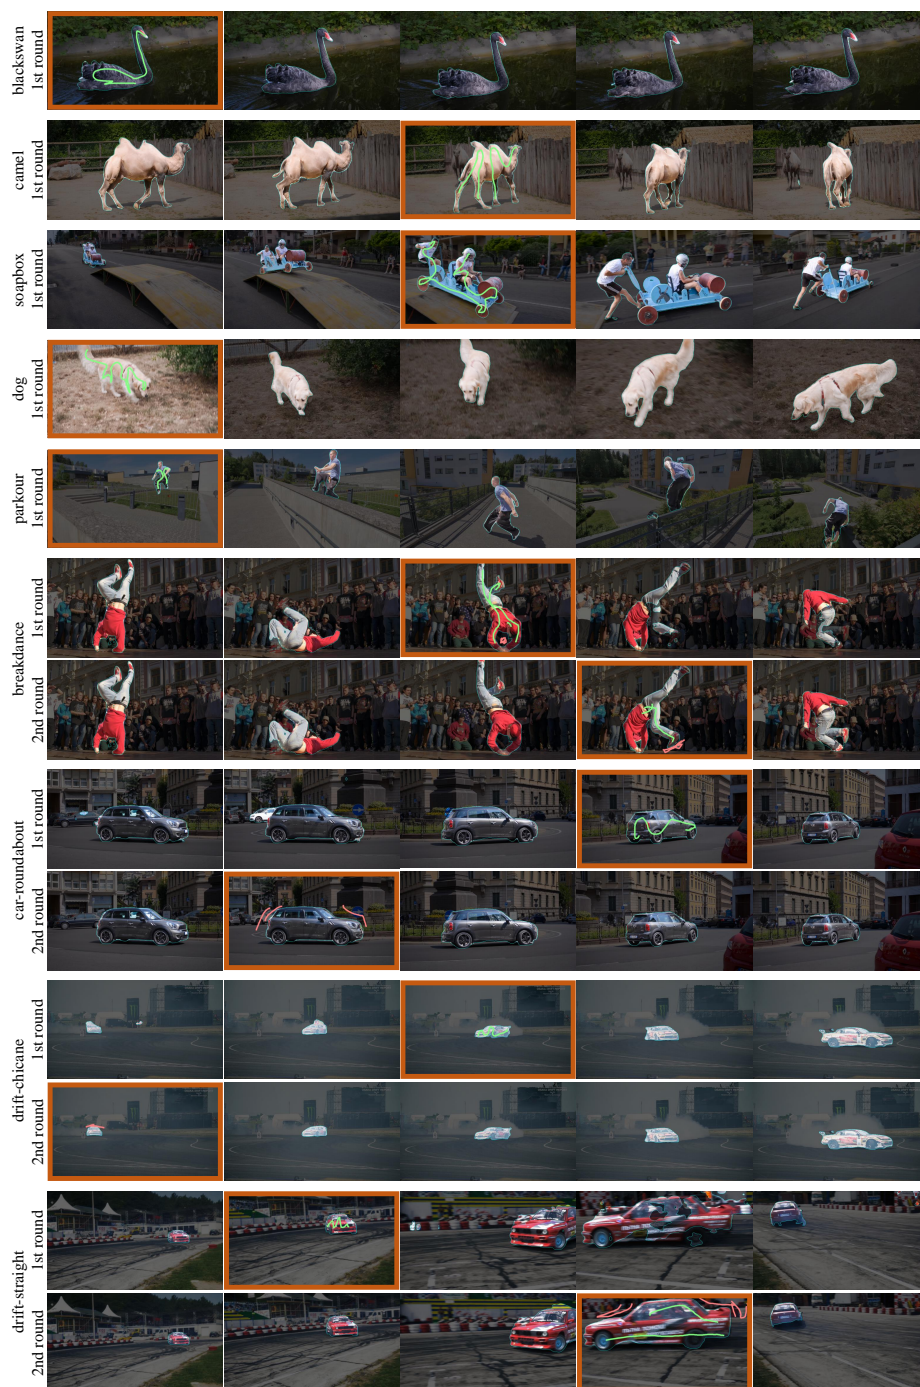 blackswan
1st round
camel
1st round
soapbox
1st round
dog
1st round
parkour
1st round
breakdance
1st round
2nd round
car-roundabout
1st round
2nd round
drift-chicane
1st round
2nd round
drift-straight
1st round
2nd round